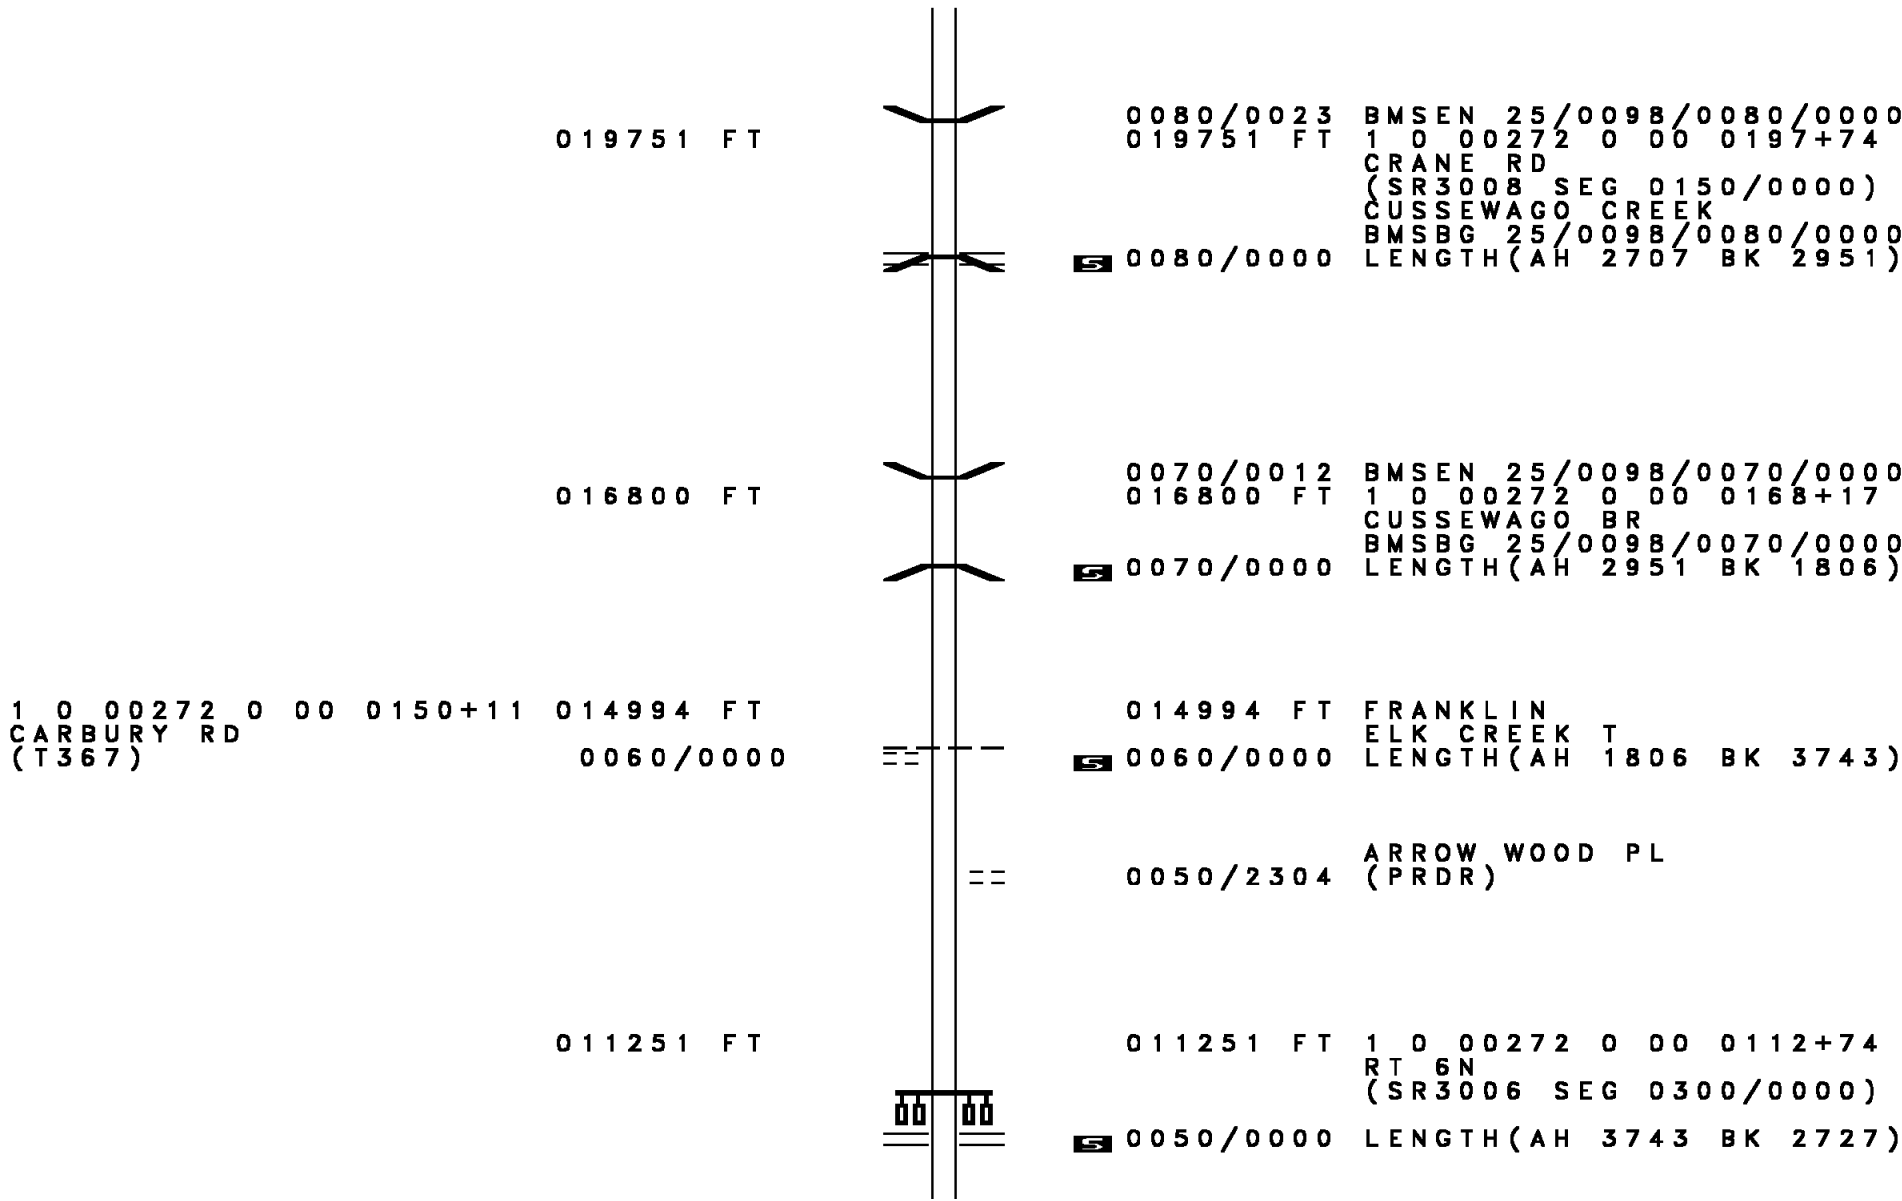 0080/0023 BMSEN 25/0098/0080/0000
019751 FT 019751 FT 1 0 00272 0 00 0197+74
CRANE RD
(SR3008 SEG 0150/0000)
CUSSEWAGO CREEK
BMSBG 25/0098/0080/0000
S 0080/0000 LENGTH(AH 2707 BK 2951)
0070/0012 BMSEN 25/0098/0070/0000
016800 FT 016800 FT 1 0 00272 0 00 0168+17
CUSSEWAGO BR
BMSBG 25/0098/0070/0000
S 0070/0000 LENGTH(AH 2951 BK 1806)
1 0 00272 0 00 0150+11 014994 FT 014994 FT FRANKLIN
CARBURY RD ELK CREEK T
(T367) 0060/0000 S 0060/0000 LENGTH(AH 1806 BK 3743)
ARROW WOOD PL
0050/2304 (PRDR)
011251 FT 011251 FT 1 0 00272 0 00 0112+74
RT 6N
(SR3006 SEG 0300/0000)
S 0050/0000 LENGTH(AH 3743 BK 2727)